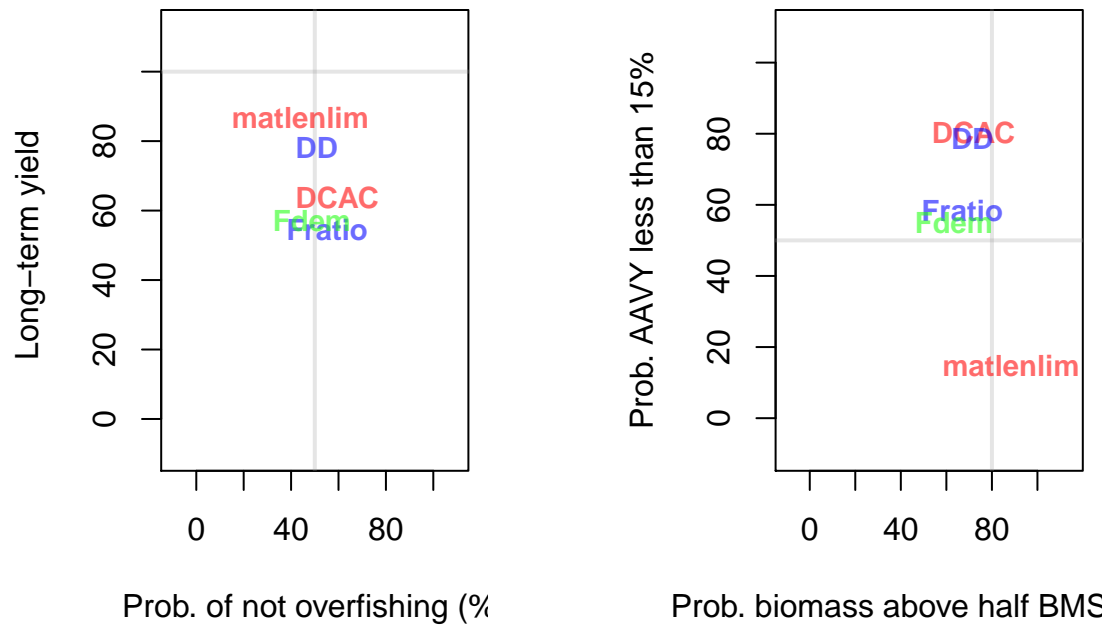 Long−term yield
80
60
40
20
0
matlenlim
DD
DCAC
Fdem
Fratio
0 40 80
Prob. of not overfishing (%
Prob. AAVY less than 15%
80
60
40
20
0
DCAC
DD
Fratio
Fdem
matlenlim
0 40 80
Prob. biomass above half BMS